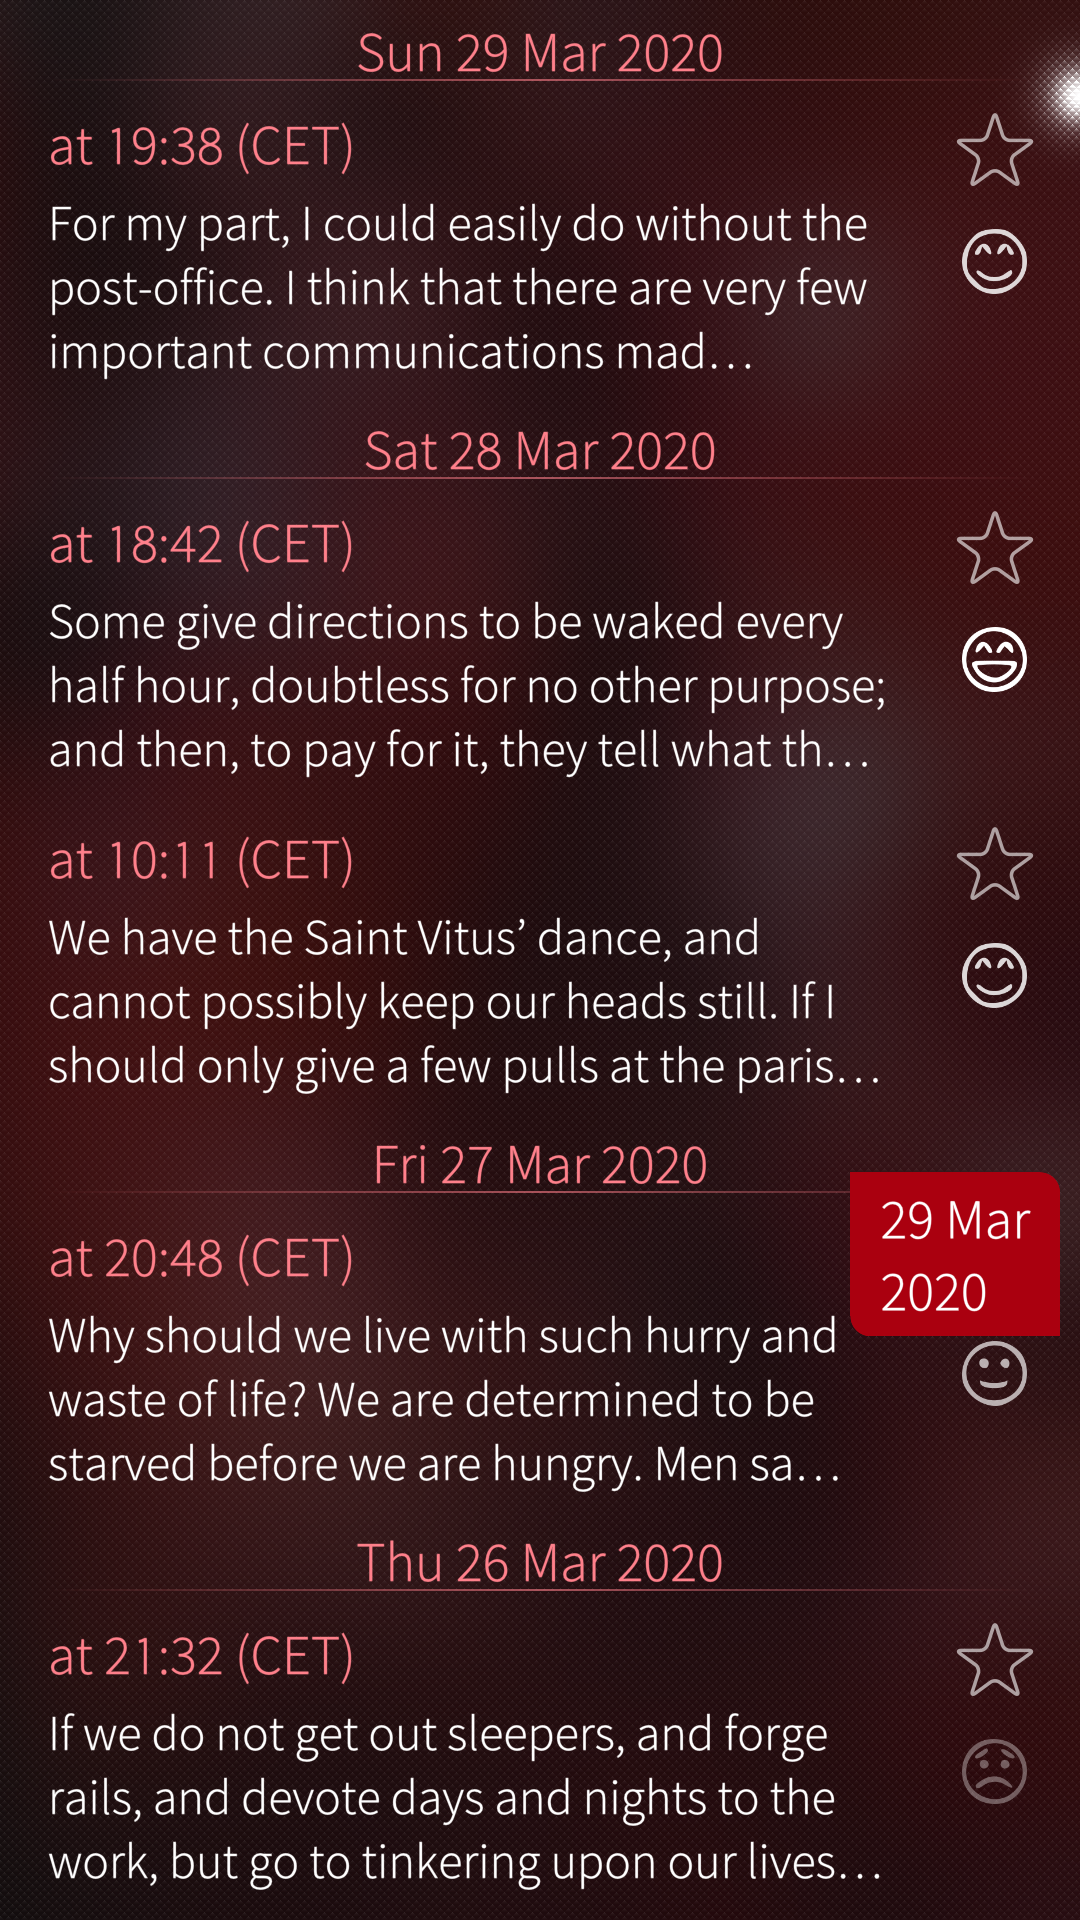 Sun 29 Mar 2020
at 19:38 (CET)
For my part, I could easily do without the
post-office. I think that there are very few
important communications mad…
Sat 28 Mar 2020
at 18:42 (CET)
Some give directions to be waked every
half hour, doubtless for no other purpose;
and then, to pay for it, they tell what th…
at 10:11 (CET)
We have the Saint Vitus’ dance, and
cannot possibly keep our heads still. If I
should only give a few pulls at the paris…
Fri 27 Mar 2020
29 Mar
2020
at 20:48 (CET)
Why should we live with such hurry and
waste of life? We are determined to be
starved before we are hungry. Men sa…
Thu 26 Mar 2020
at 21:32 (CET)
If we do not get out sleepers, and forge
rails, and devote days and nights to the
work, but go to tinkering upon our lives…